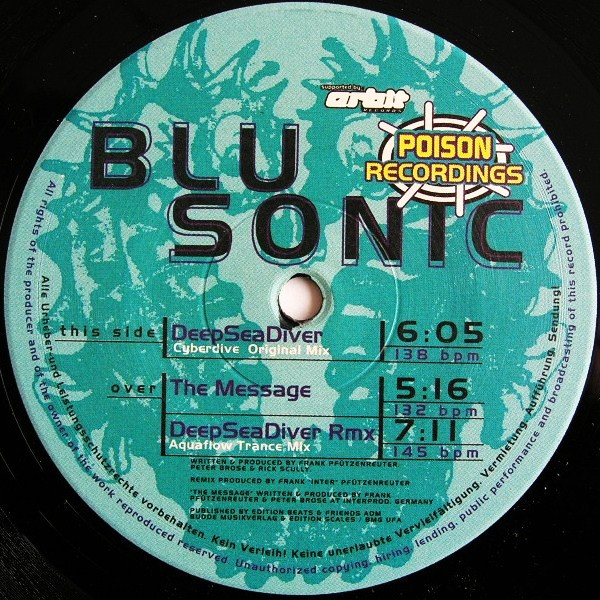 supported by
orbit
RECORDS
POISON
RECORDINGS
BLU
SONIC
this side DeepSeaDiver 6:05
Cyberdive Original Mix 138 bpm
over The Message 5:16
132 bpm
DeepSeaDiver Rmx 7:11
Aquaflow Trance Mix 145 bpm
WRITTEN & PRODUCED BY FRANK PFÜTZENREUTER,
PETER BROSE & RICK SCULLY
REMIX PRODUCED BY FRANK "INTER" PFÜTZENREUTER
"THE MESSAGE" WRITTEN & PRODUCED BY FRANK
PFÜTZENREUTER & PETER BROSE AT INTERPROD. GERMANY
PUBLISHED BY EDITION BEATS & FRIENDS ADM
BUDDE MUSIKVERLAG & EDITION SCALES / BMG UFA
Alle Urheber-und Leistungsschutzrechte vorbehalten. Kein Verleih! Keine unerlaubte Vervielfältigung, Vermietung, Aufführung, Sendung!
All rights of the producer and of the owner of the work reproduced reserved. Unauthorized copying, hiring, lending, public performance and broadcasting of this record prohibited